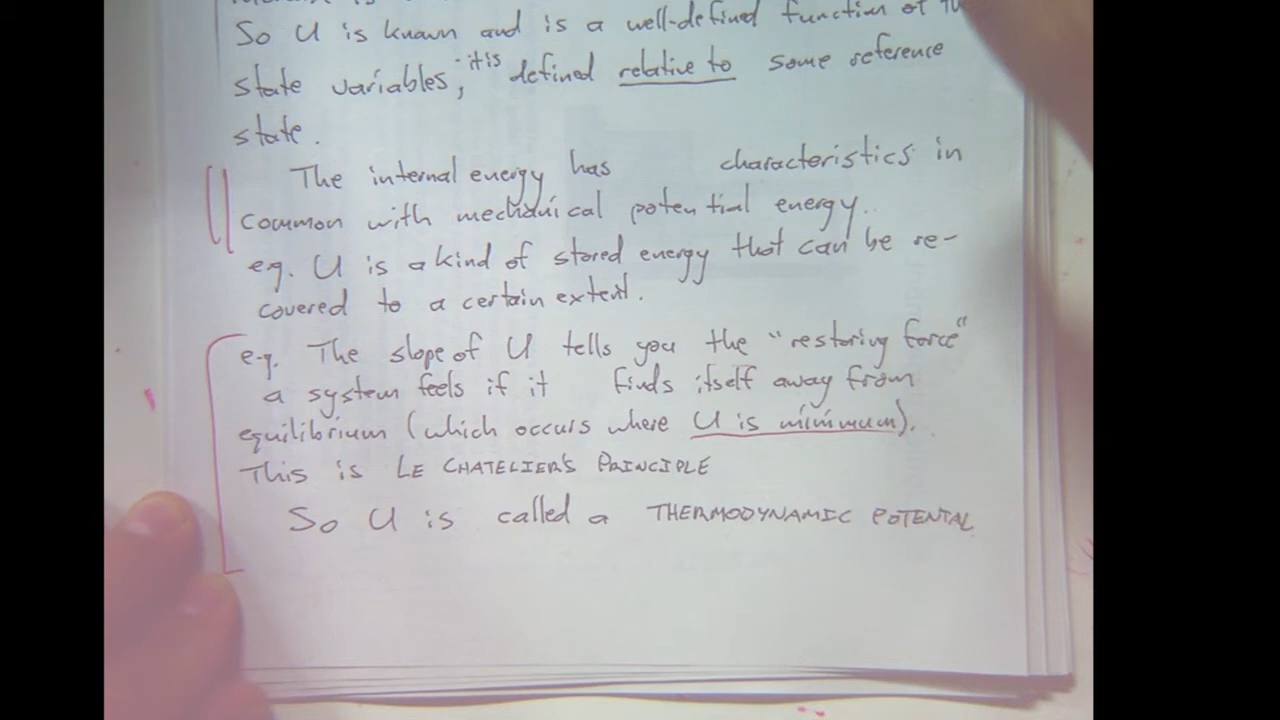 So U is known and is a well-defined function of
state variables; it is defined relative to some reference
state.
The internal energy has characteristics in
common with mechanical potential energy.
e.g. U is a kind of stored energy that can be re-
covered to a certain extent.
e.g. The slope of U tells you the "restoring force"
a system feels if it finds itself away from
equilibrium (which occurs where U is minimum).
This is LE CHATELIER'S PRINCIPLE
So U is called a THERMODYNAMIC POTENTAL